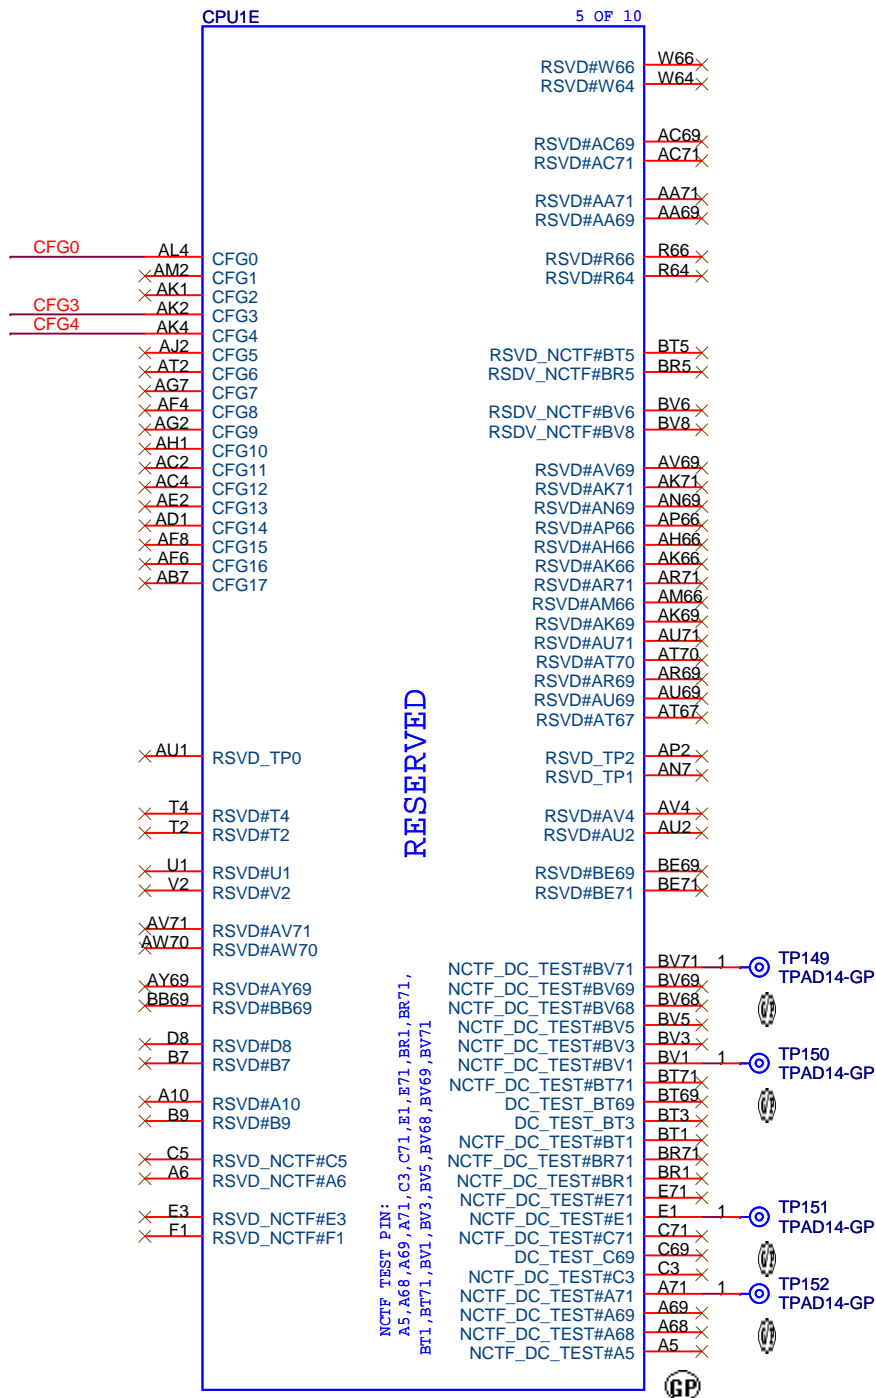 CPU1E
5 OF 10
RSVD#W66 W66
RSVD#W64 W64
RSVD#AC69 AC69
RSVD#AC71 AC71
RSVD#AA71 AA71
RSVD#AA69 AA69
RSVD#R66 R66
RSVD#R64 R64
RSVD_NCTF#BT5 BT5
RSDV_NCTF#BR5 BR5
RSDV_NCTF#BV6 BV6
RSDV_NCTF#BV8 BV8
RSVD#AV69 AV69
RSVD#AK71 AK71
RSVD#AN69 AN69
RSVD#AP66 AP66
RSVD#AH66 AH66
RSVD#AK66 AK66
RSVD#AR71 AR71
RSVD#AM66 AM66
RSVD#AK69 AK69
RSVD#AU71 AU71
RSVD#AT70 AT70
RSVD#AR69 AR69
RSVD#AU69 AU69
RSVD#AT67 AT67
RSVD_TP2 AP2
RSVD_TP1 AN7
RSVD#AV4 AV4
RSVD#AU2 AU2
RSVD#BE69 BE69
RSVD#BE71 BE71
NCTF_DC_TEST#BV71 BV71 1 TP149
TPAD14-GP
NCTF_DC_TEST#BV69 BV69
NCTF_DC_TEST#BV68 BV68
NCTF_DC_TEST#BV5 BV5
NCTF_DC_TEST#BV3 BV3
NCTF_DC_TEST#BV1 BV1 1 TP150
TPAD14-GP
NCTF_DC_TEST#BT71 BT71
DC_TEST_BT69 BT69
DC_TEST_BT3 BT3
NCTF_DC_TEST#BT1 BT1
NCTF_DC_TEST#BR71 BR71
NCTF_DC_TEST#BR1 BR1
NCTF_DC_TEST#E71 E71
NCTF_DC_TEST#E1 E1 1 TP151
TPAD14-GP
NCTF_DC_TEST#C71 C71
DC_TEST_C69 C69
NCTF_DC_TEST#C3 C3
NCTF_DC_TEST#A71 A71 1 TP152
TPAD14-GP
NCTF_DC_TEST#A69 A69
NCTF_DC_TEST#A68 A68
NCTF_DC_TEST#A5 A5
GP
CFG0 AL4 CFG0
AM2 CFG1
AK1 CFG2
CFG3 AK2 CFG3
CFG4 AK4 CFG4
AJ2 CFG5
AT2 CFG6
AG7 CFG7
AF4 CFG8
AG2 CFG9
AH1 CFG10
AC2 CFG11
AC4 CFG12
AE2 CFG13
AD1 CFG14
AF8 CFG15
AF6 CFG16
AB7 CFG17
AU1 RSVD_TP0
T4 RSVD#T4
T2 RSVD#T2
U1 RSVD#U1
V2 RSVD#V2
AV71 RSVD#AV71
AW70 RSVD#AW70
AY69 RSVD#AY69
BB69 RSVD#BB69
D8 RSVD#D8
B7 RSVD#B7
A10 RSVD#A10
B9 RSVD#B9
C5 RSVD_NCTF#C5
A6 RSVD_NCTF#A6
E3 RSVD_NCTF#E3
F1 RSVD_NCTF#F1
RESERVED
NCTF TEST PIN:
A5,A68,A69,A71,C3,C71,E1,E71,BR1,BR71,
BT1,BT71,BV1,BV3,BV5,BV68,BV69,BV71